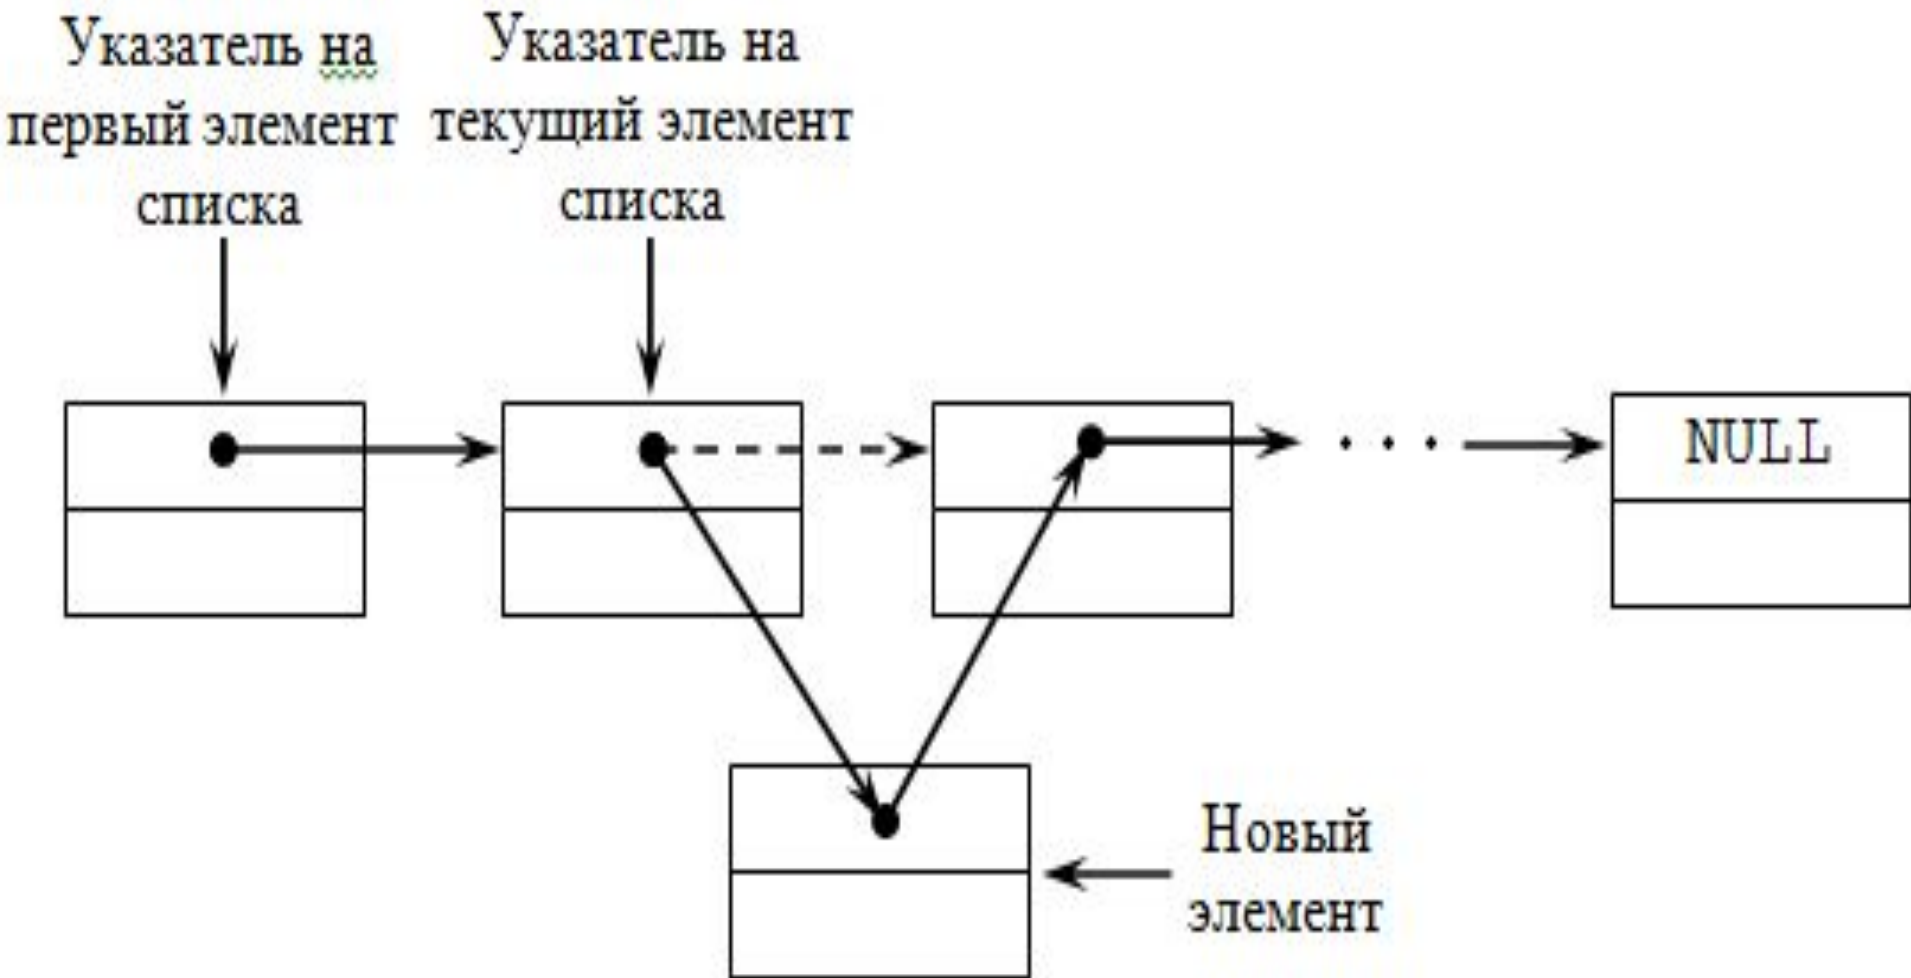 Указатель на
первый элемент
списка
Указатель на
текущий элемент
списка
NULL
Новый
элемент